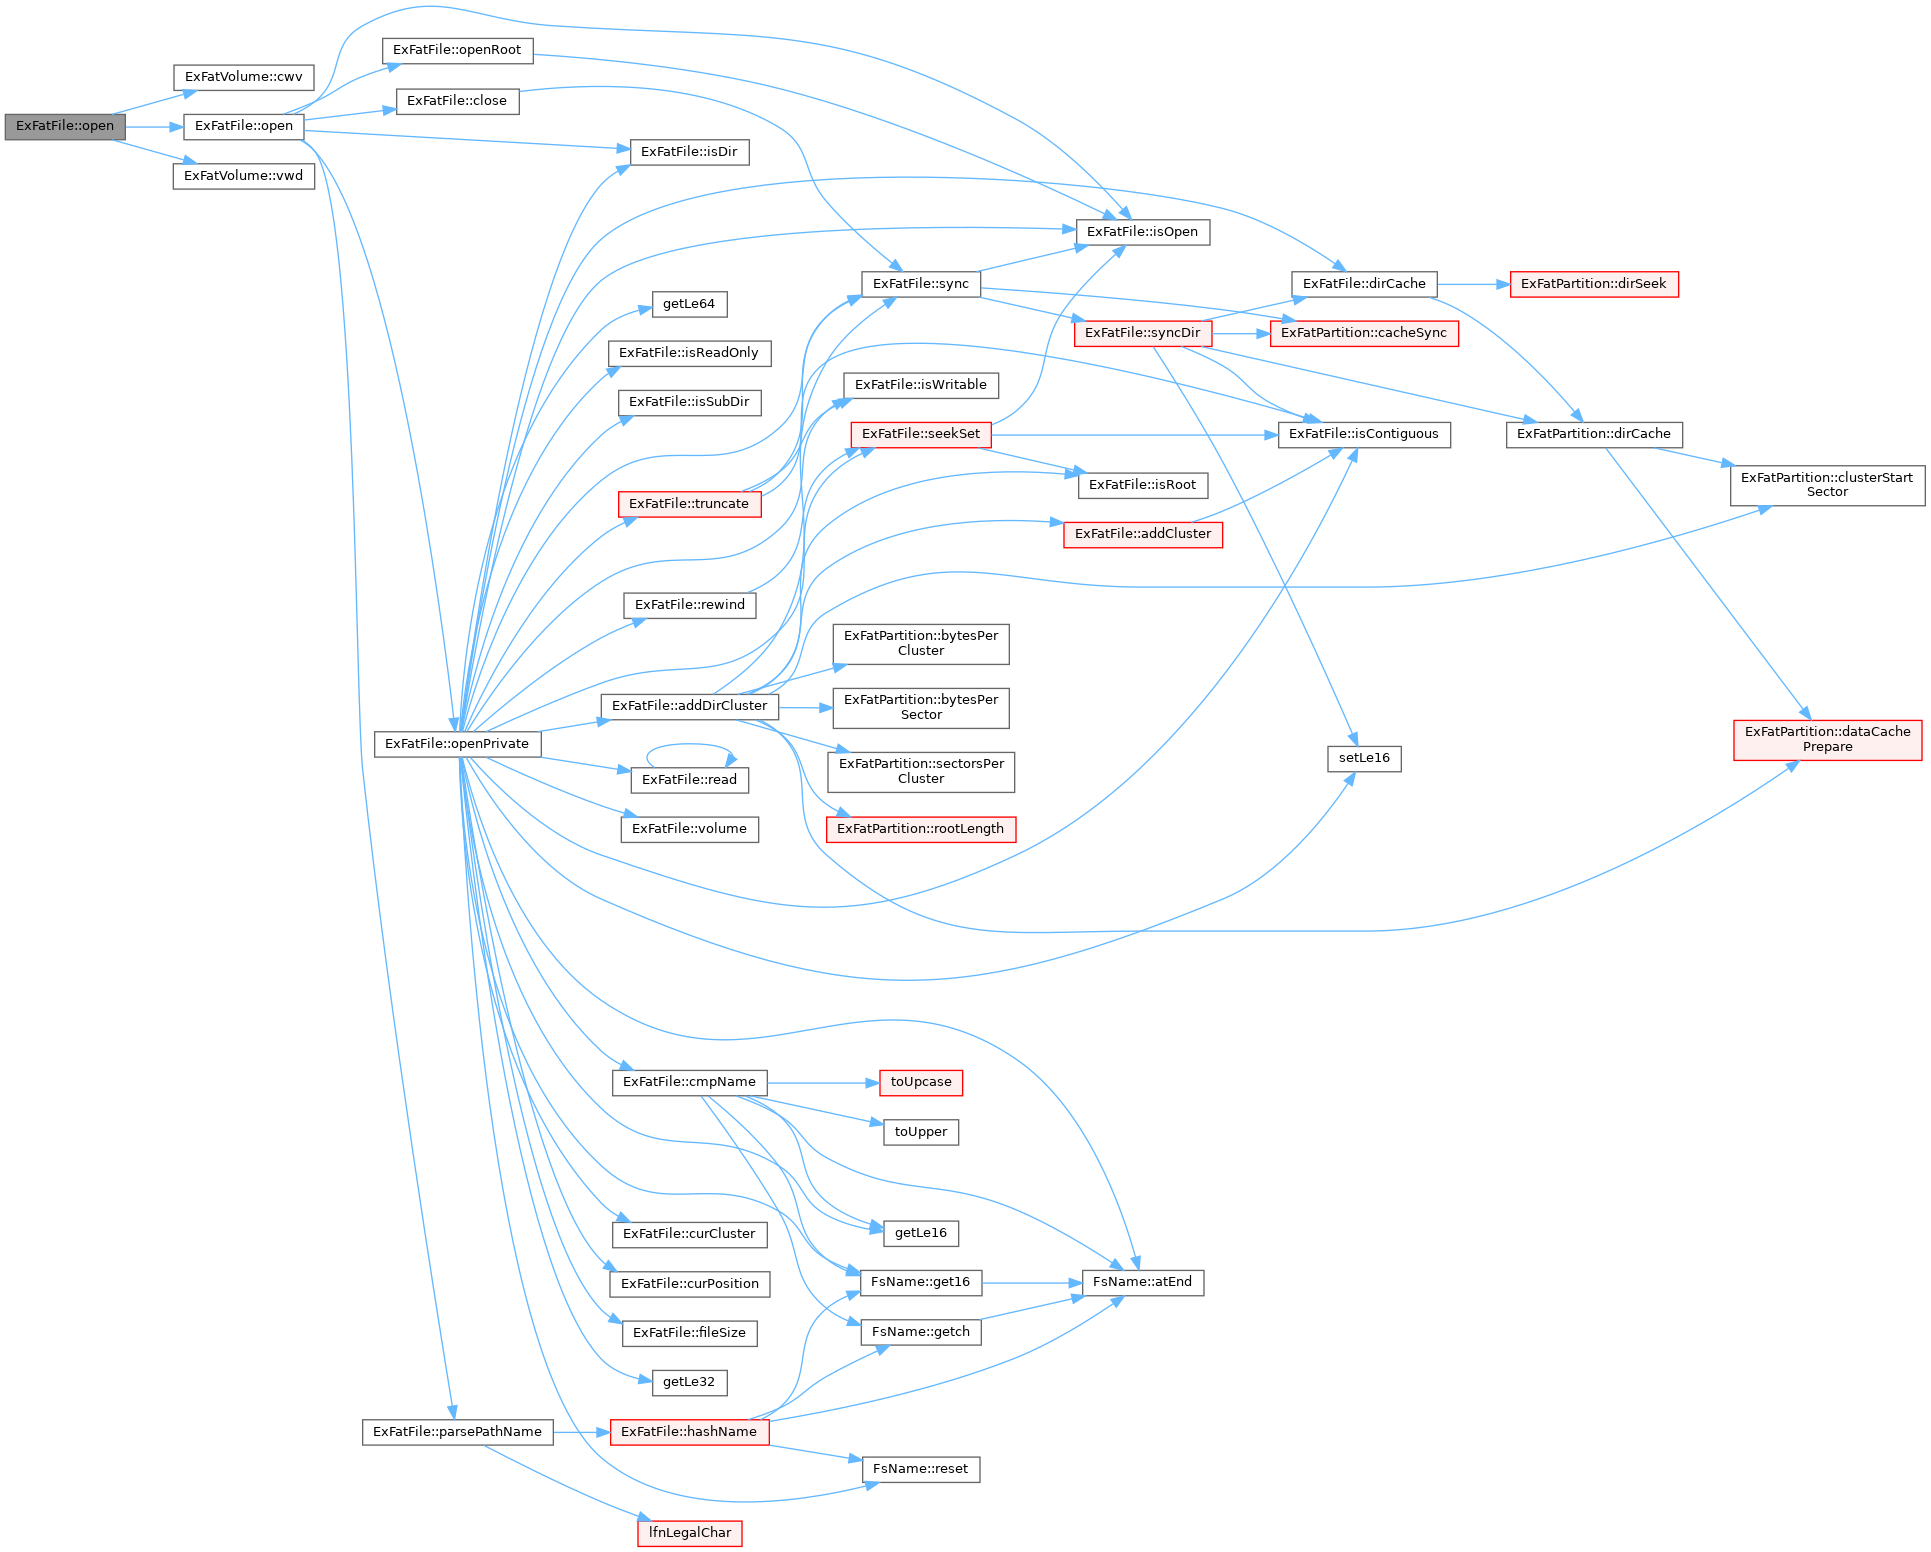 ExFatFile::openRoot
ExFatVolume::cwv
ExFatFile::close
ExFatFile::open
ExFatFile::open
ExFatFile::isDir
ExFatVolume::vwd
ExFatFile::isOpen
ExFatFile::sync
ExFatFile::dirCache
ExFatPartition::dirSeek
getLe64
ExFatFile::syncDir
ExFatPartition::cacheSync
ExFatFile::isReadOnly
ExFatFile::isWritable
ExFatFile::isSubDir
ExFatFile::seekSet
ExFatFile::isContiguous
ExFatPartition::dirCache
ExFatPartition::clusterStart
Sector
ExFatFile::isRoot
ExFatFile::truncate
ExFatFile::addCluster
ExFatFile::rewind
ExFatPartition::bytesPer
Cluster
ExFatFile::addDirCluster
ExFatPartition::bytesPer
Sector
ExFatFile::openPrivate
ExFatPartition::dataCache
Prepare
setLe16
ExFatFile::read
ExFatPartition::sectorsPer
Cluster
ExFatFile::volume
ExFatPartition::rootLength
ExFatFile::cmpName
toUpcase
toUpper
ExFatFile::curCluster
getLe16
ExFatFile::curPosition
FsName::get16
FsName::atEnd
ExFatFile::fileSize
FsName::getch
getLe32
ExFatFile::parsePathName
ExFatFile::hashName
FsName::reset
lfnLegalChar